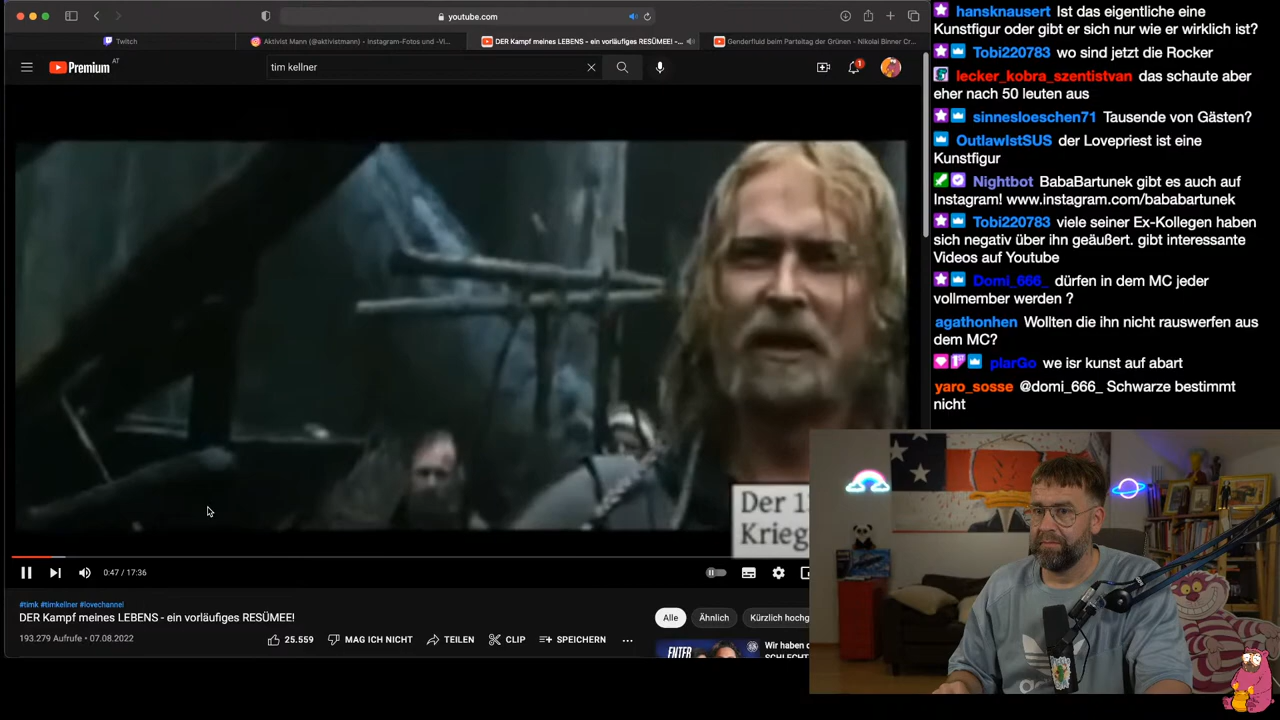 youtube.com
Twitch
Aktivist Mann (@aktivistmann) • Instagram-Fotos und -Vi...
DER Kampf meines LEBENS - ein vorläufiges RESÜMEE! -...
Genderfluid beim Parteitag der Grünen - Nikolai Binner Cr...
Premium AT
tim kellner
1
Der 1
Krieg
0:47 / 17:36
#timk #timkellner #lovechannel
DER Kampf meines LEBENS - ein vorläufiges RESÜMEE!
193.279 Aufrufe • 07.08.2022
25.559
MAG ICH NICHT
TEILEN
CLIP
SPEICHERN
Alle
Ähnlich
Kürzlich hochg
ENTER
Wir haben d
hansknausert Ist das eigentliche eine
Kunstfigur oder gibt er sich nur wie er wirklich ist?
Tobi220783 wo sind jetzt die Rocker
lecker_kobra_szentistvan das schaute aber
eher nach 50 leuten aus
sinnesloeschen71 Tausende von Gästen?
OutlawIstSUS der Lovepriest ist eine
Kunstfigur
Nightbot BabaBartunek gibt es auch auf
Instagram! www.instagram.com/bababartunek
Tobi220783 viele seiner Ex-Kollegen haben
sich negativ über ihn geäußert. gibt interessante
Videos auf Youtube
Domi_666_ dürfen in dem MC jeder
vollmember werden ?
agathonhen Wollten die ihn nicht rauswerfen aus
dem MC?
plarGo we isr kunst auf abart
yaro_sosse @domi_666_ Schwarze bestimmt
nicht